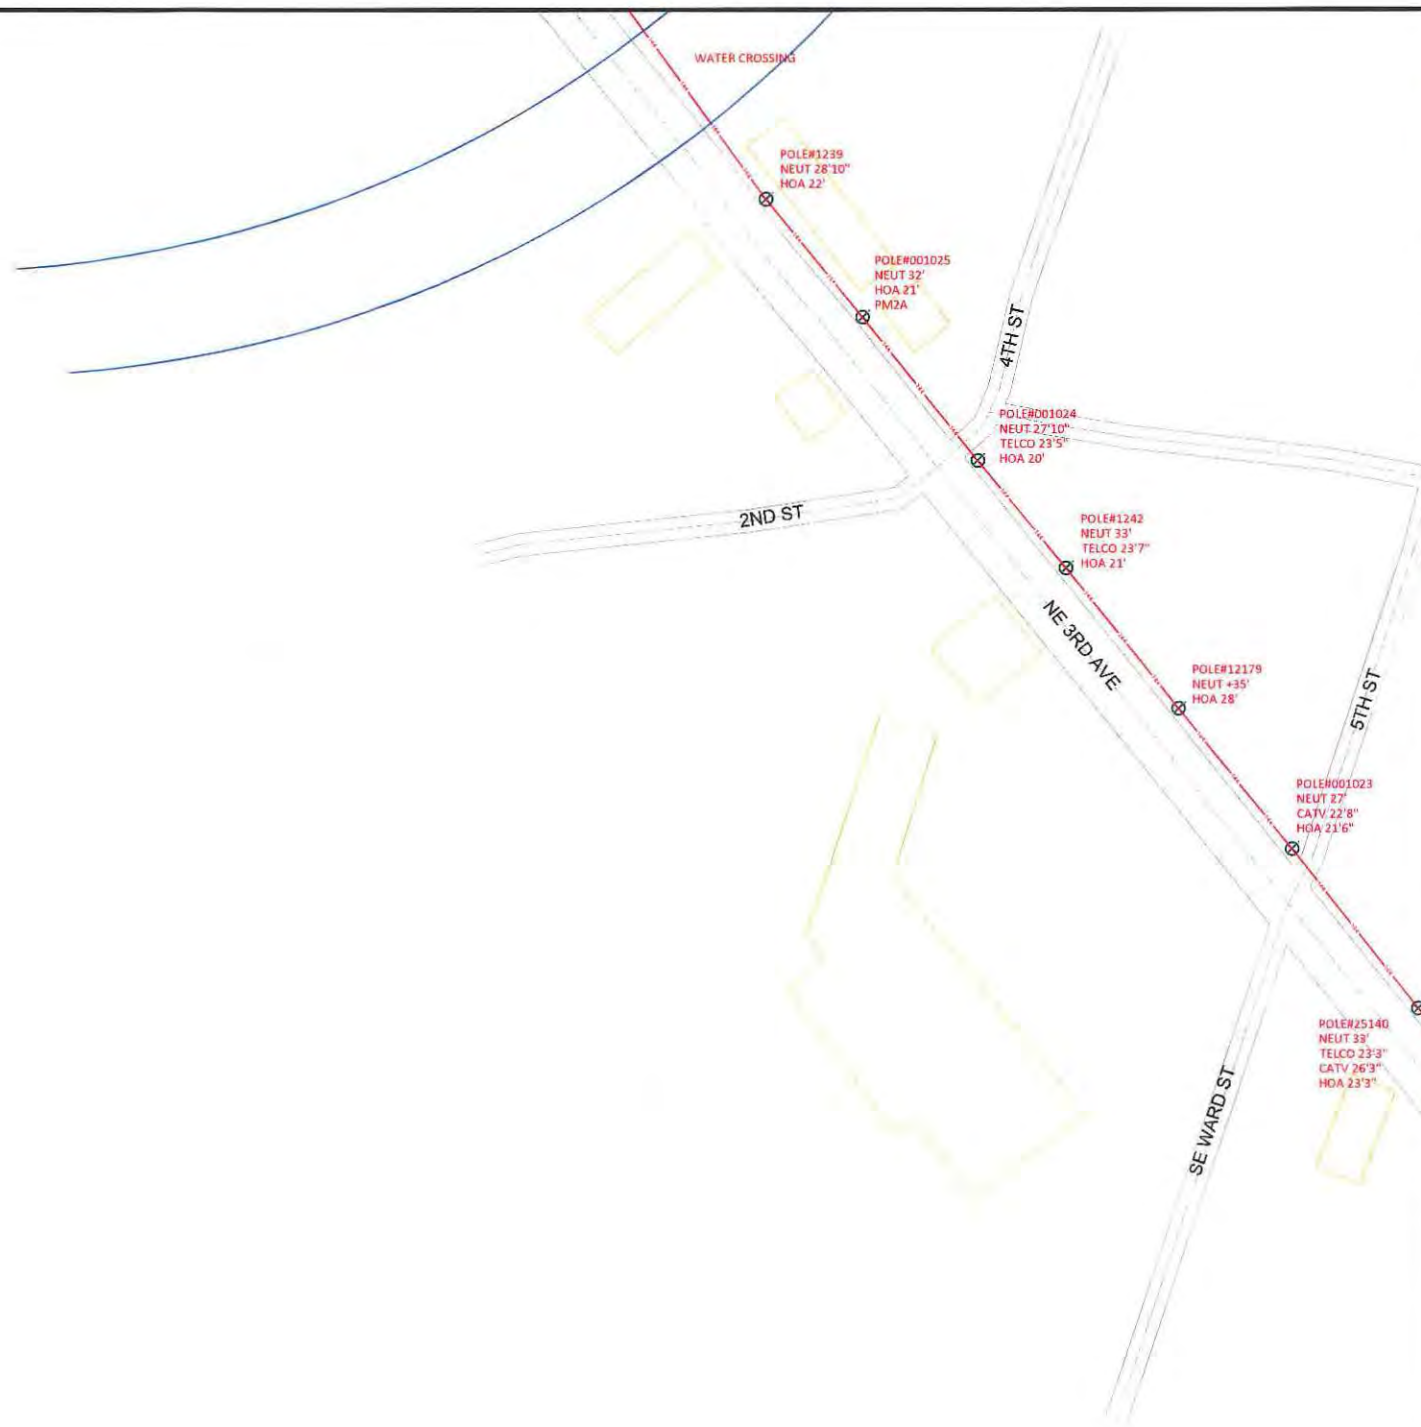 WATER CROSSING
POLE#1239
NEUT 28'10"
HOA 22'
POLE#001025
NEUT 32'
HOA 21'
PM2A
4TH ST
POLE#001024
NEUT 27'10"
TELCO 23'5"
HOA 20'
2ND ST
POLE#1242
NEUT 33'
TELCO 23'7"
HOA 21'
NE 3RD AVE
POLE#12179
NEUT +35'
HOA 28'
5TH ST
POLE#001023
NEUT 27'
CATV 22'8"
HOA 21'6"
POLE#25140
NEUT 33'
TELCO 23'3"
CATV 26'3"
HOA 23'3"
SE WARD ST